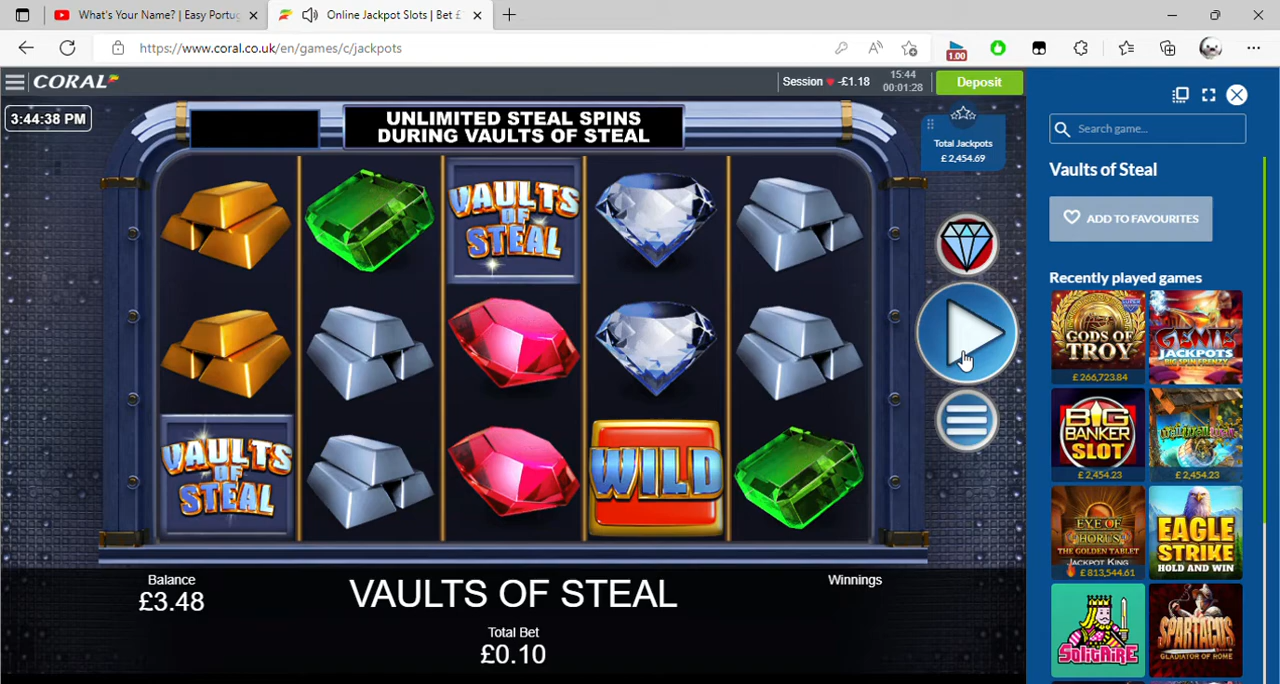 What's Your Name? | Easy Portug
Online Jackpot Slots | Bet £
https://www.coral.co.uk/en/games/c/jackpots
1.00
CORAL
Session -£1.18
15:44
00:01:28
Deposit
3:44:38 PM
UNLIMITED STEAL SPINS
DURING VAULTS OF STEAL
Total Jackpots
£ 2,454.69
Search game...
Vaults of Steal
ADD TO FAVOURITES
Recently played games
VAULTS
OF
STEAL
VAULTS
OF
STEAL
WILD
GODS OF
TROY
£ 266,723.84
GENIE
JACKPOTS
BIG SPIN FRENZY
BIG
BANKER
SLOT
£ 2,454.23
£ 2,454.23
EYE OF
HORUS
THE GOLDEN TABLET
JACKPOT KING
£ 813,544.61
EAGLE
STRIKE
HOLD AND WIN
SOLITAIRE
SPARTACUS
GLADIATOR OF ROME
Balance
£3.48
VAULTS OF STEAL
Total Bet
£0.10
Winnings